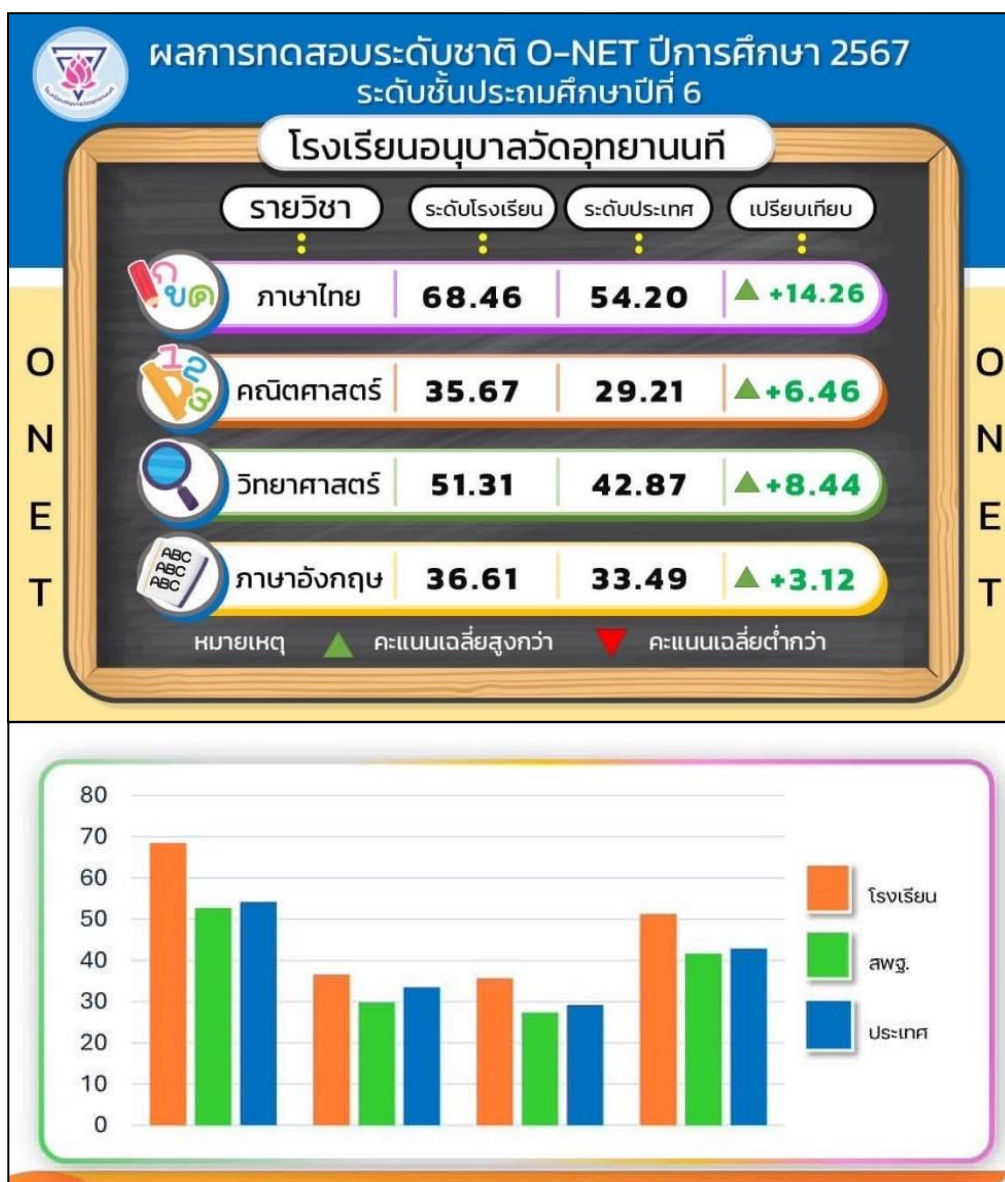 ผลการทดสอบระดับชาติ O-NET ปีการศึกษา 2567
ระดับชั้นประถมศึกษาปีที่ 6
โรงเรียนอนุบาลวัดอุทยานนที
รายวิชา ระดับโรงเรียน ระดับประเทศ เปรียบเทียบ
กขค ภาษาไทย 68.46 54.20 +14.26
123 คณิตศาสตร์ 35.67 29.21 +6.46
วิทยาศาสตร์ 51.31 42.87 +8.44
ABC
ABC
ABC
ภาษาอังกฤษ 36.61 33.49 +3.12
หมายเหตุ คะแนนเฉลี่ยสูงกว่า คะแนนเฉลี่ยต่ำกว่า
O
N
E
T
O
N
E
T
80
70
60
50
40
30
20
10
0
โรงเรียน
สพฐ.
ประเทศ